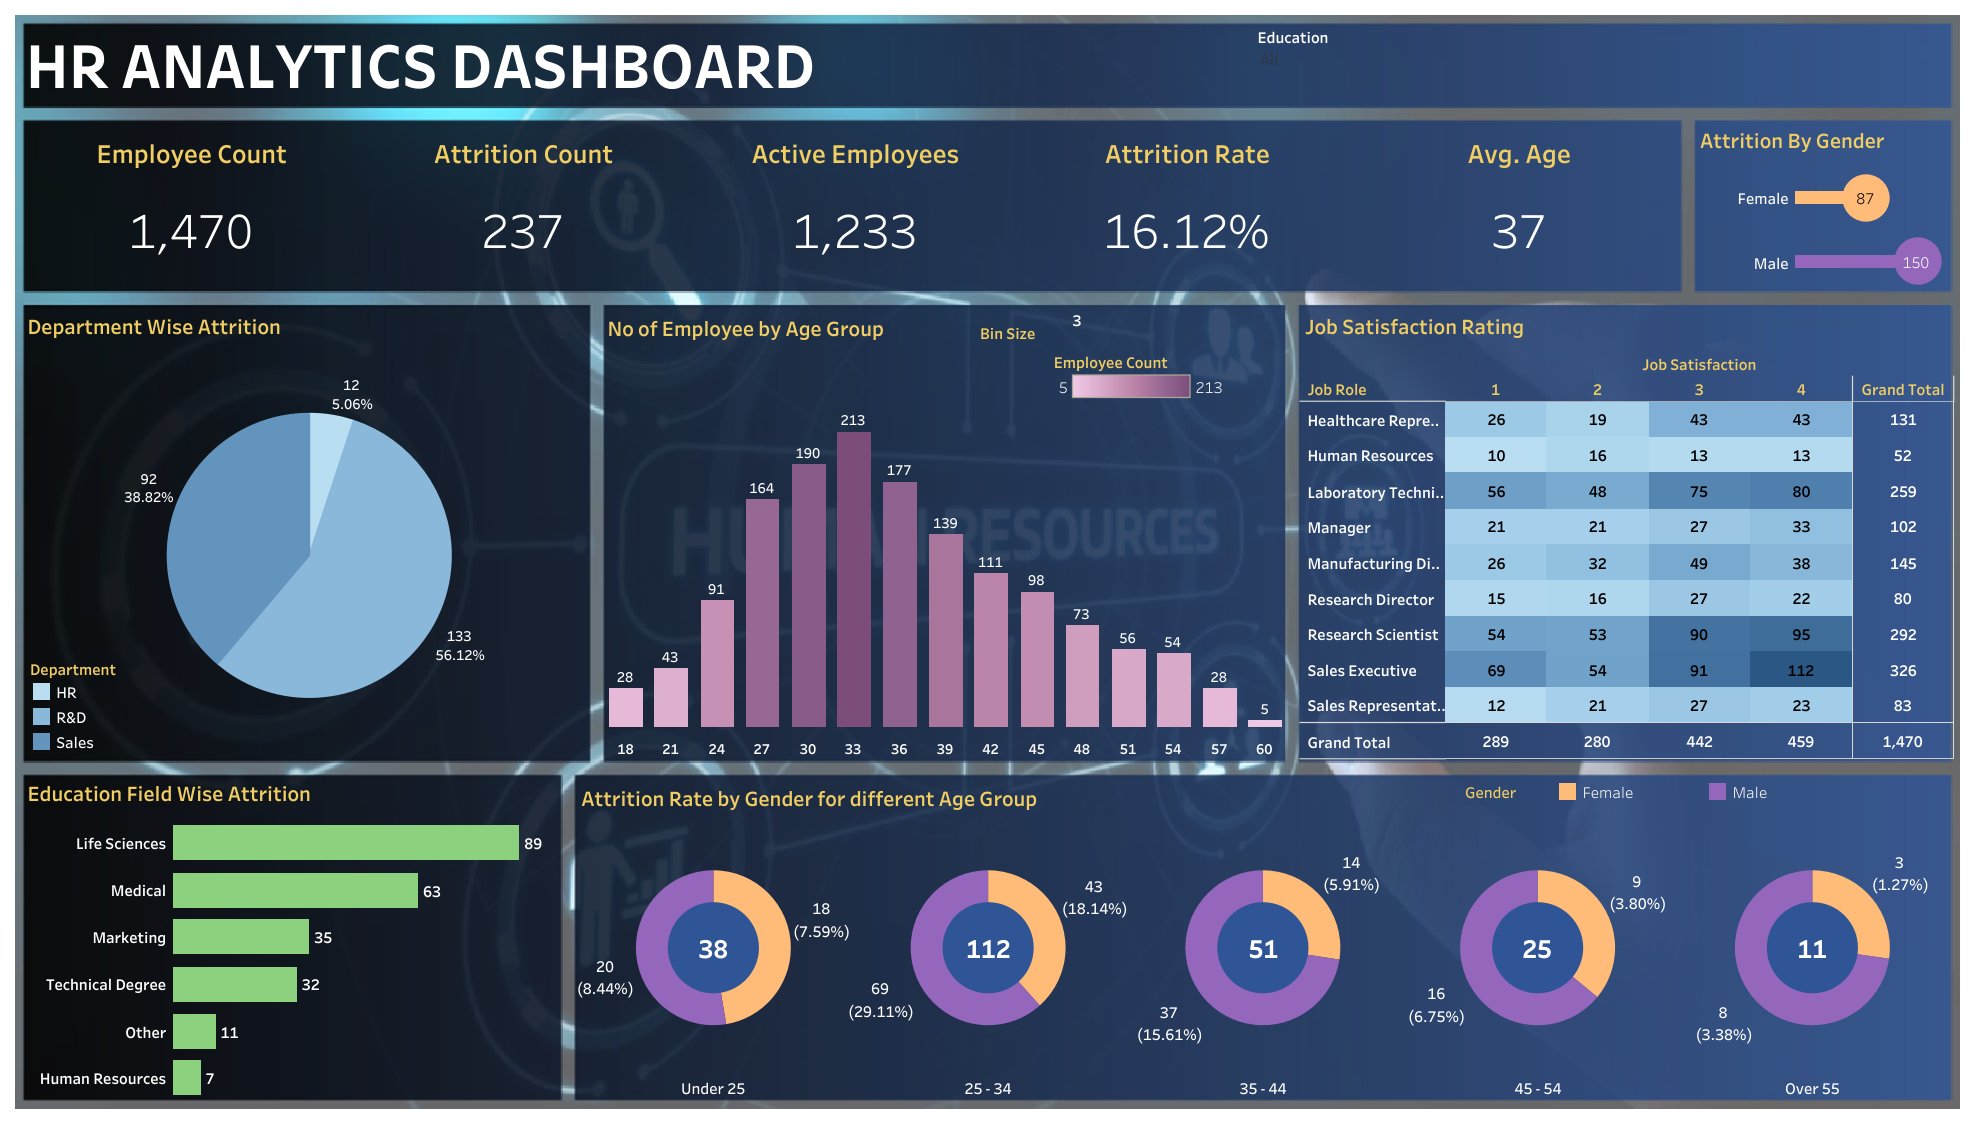 HR ANALYTICS DASHBOARD
Education
All
Employee Count
1,470
Attrition Count
237
Active Employees
1,233
Attrition Rate
16.12%
Avg. Age
37
Attrition By Gender
Female 87
Male 150
Department Wise Attrition
12
5.06%
92
38.82%
133
56.12%
Department
HR
R&D
Sales
No of Employee by Age Group
Bin Size
3
Employee Count
5 213
28 43 91 164 190 213 177 139 111 98 73 56 54 28 5
18 21 24 27 30 33 36 39 42 45 48 51 54 57 60
HUMAN RESOURCES
Job Satisfaction Rating
Job Satisfaction
Job Role 1 2 3 4 Grand Total
Healthcare Repre.. 26 19 43 43 131
Human Resources 10 16 13 13 52
Laboratory Techni.. 56 48 75 80 259
Manager 21 21 27 33 102
Manufacturing Di.. 26 32 49 38 145
Research Director 15 16 27 22 80
Research Scientist 54 53 90 95 292
Sales Executive 69 54 91 112 326
Sales Representat.. 12 21 27 23 83
Grand Total 289 280 442 459 1,470
Education Field Wise Attrition
Life Sciences 89
Medical 63
Marketing 35
Technical Degree 32
Other 11
Human Resources 7
Attrition Rate by Gender for different Age Group
Gender Female Male
18
(7.59%)
38
20
(8.44%)
Under 25
43
(18.14%)
112
69
(29.11%)
25 - 34
14
(5.91%)
51
37
(15.61%)
35 - 44
9
(3.80%)
25
16
(6.75%)
45 - 54
3
(1.27%)
11
8
(3.38%)
Over 55